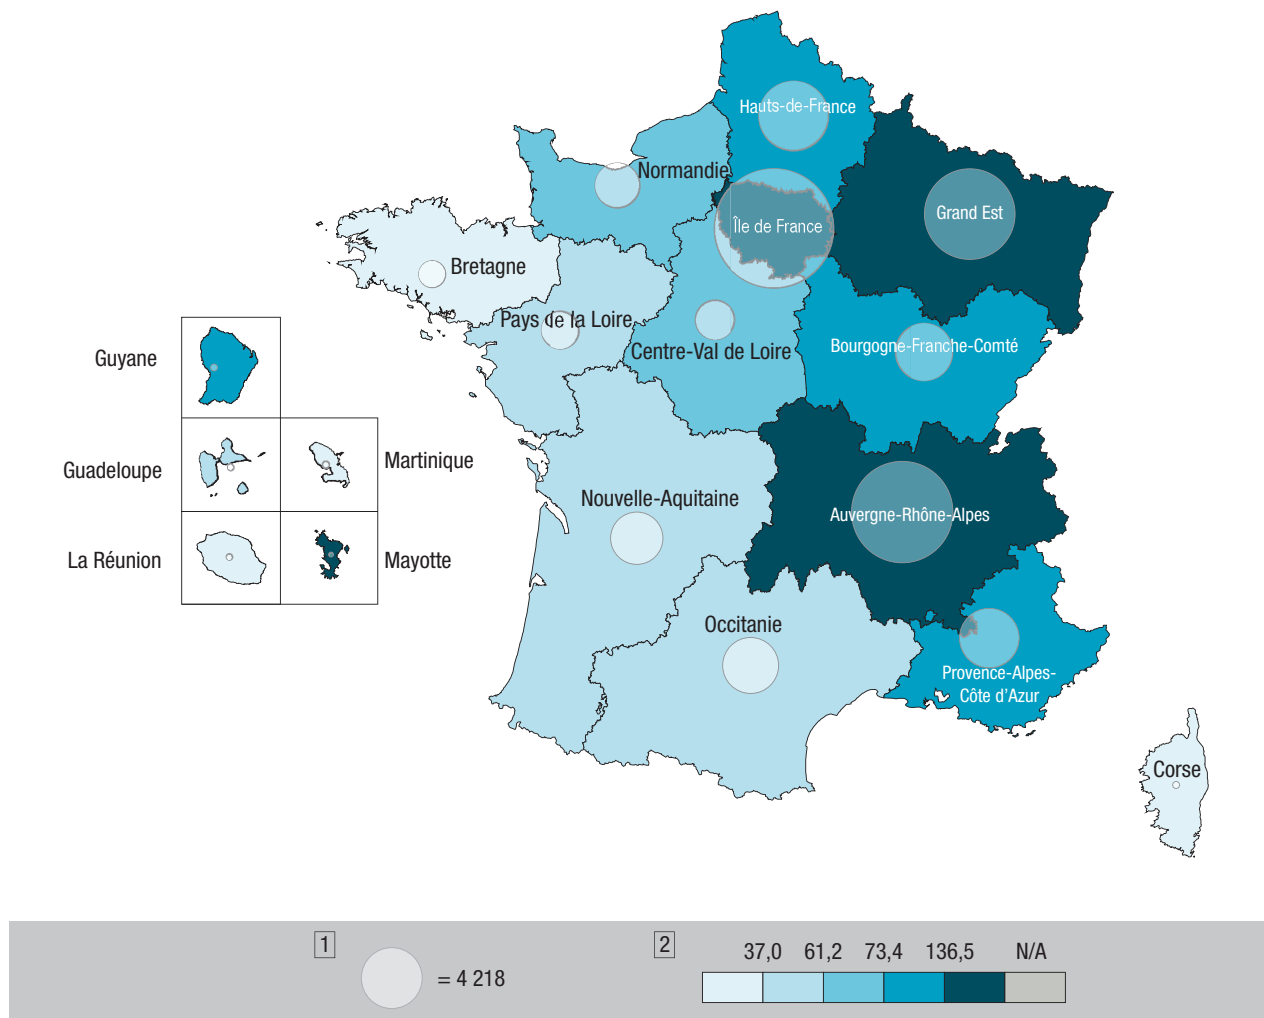 Hauts-de-France
Normandie
Grand Est
Île de France
Bretagne
Pays de la Loire
Centre-Val de Loire
Bourgogne-Franche-Comté
Guyane
Guadeloupe
Martinique
La Réunion
Mayotte
Nouvelle-Aquitaine
Auvergne-Rhône-Alpes
Occitanie
Provence-Alpes-
Côte d'Azur
Corse
1
= 4 218
2
37,0 61,2 73,4 136,5 N/A